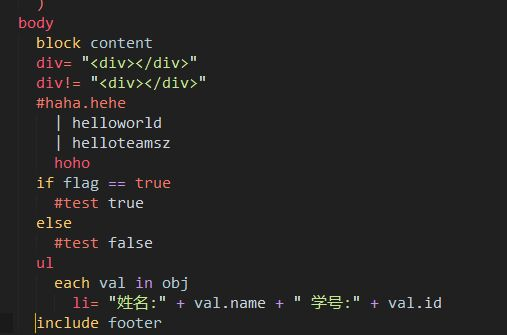 )
body
  block content
  div= "<div></div>"
  div!= "<div></div>"
  #haha.hehe
    | helloworld
    | helloteamsz
    hoho
  if flag == true
    #test true
  else
    #test false
  ul
    each val in obj
      li= "姓名:" + val.name + " 学号:" + val.id
  include footer